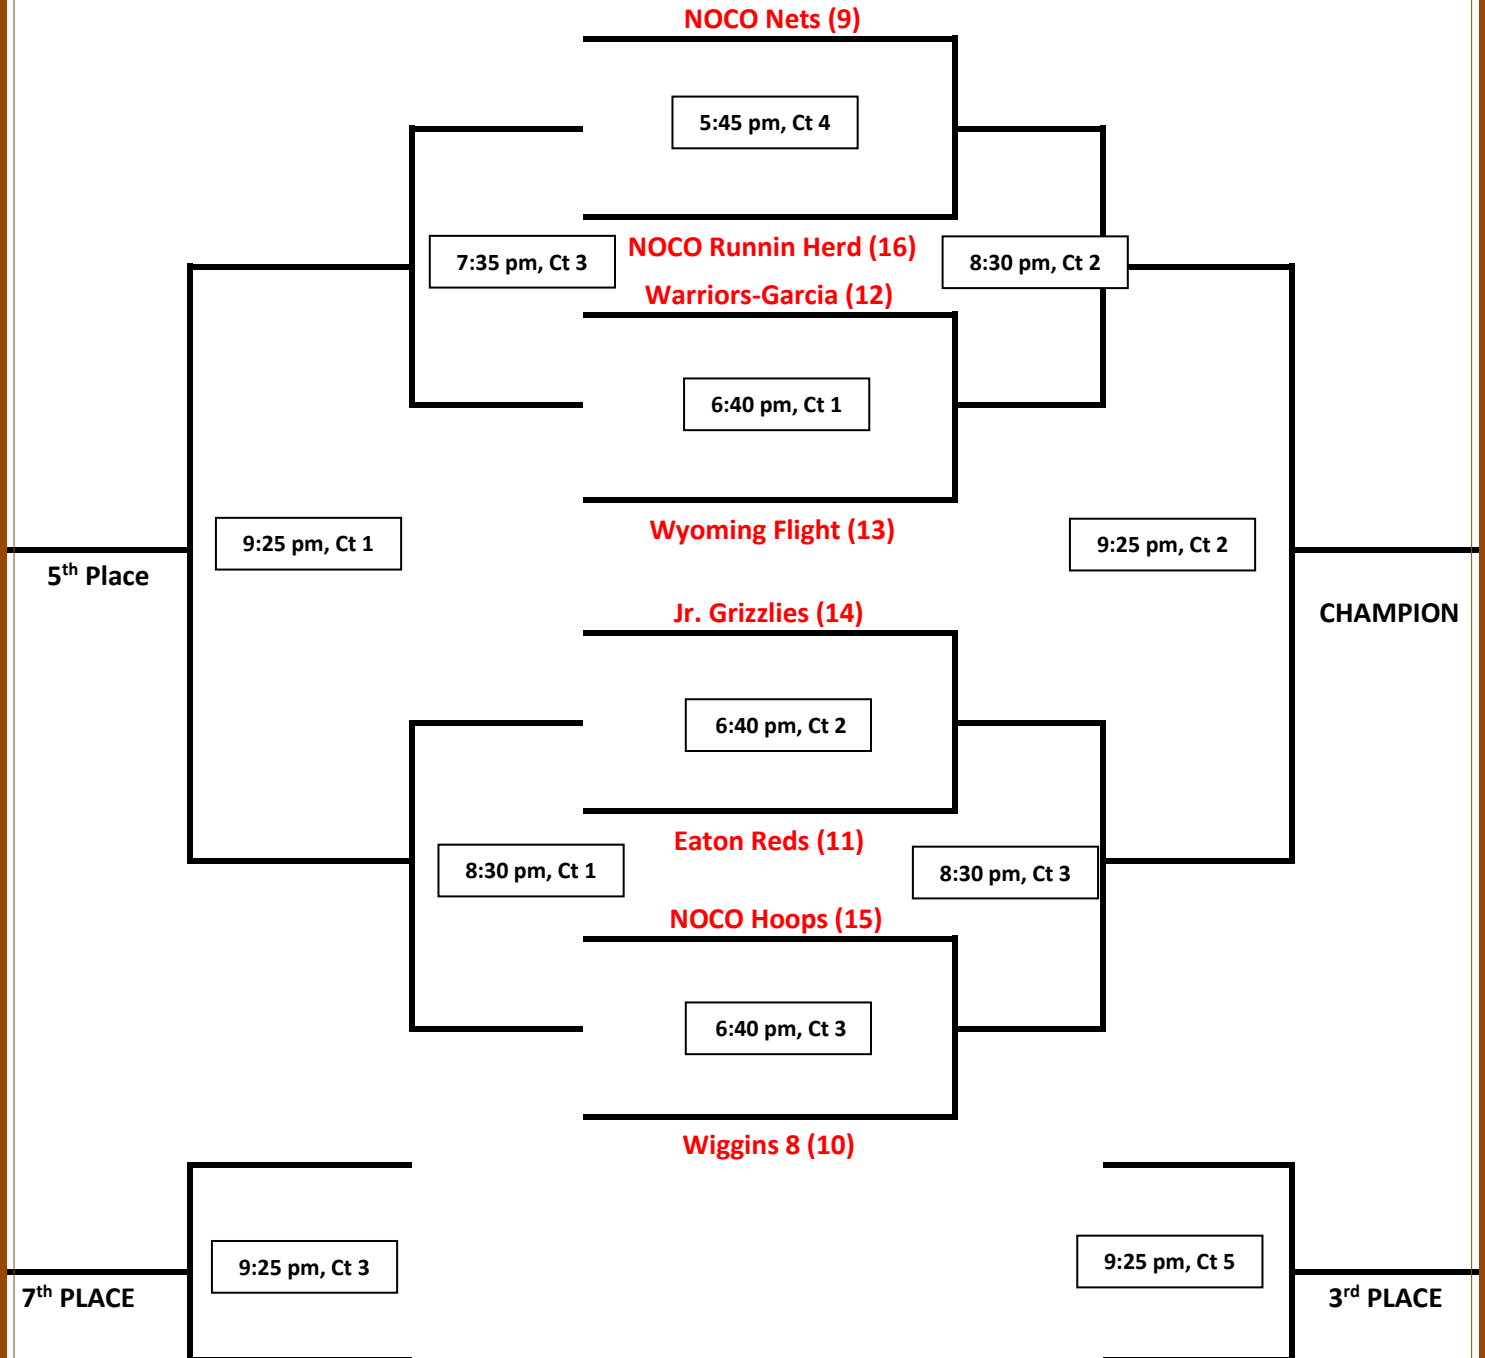 NOCO Nets (9)
5:45 pm, Ct 4
7:35 pm, Ct 3
NOCO Runnin Herd (16)
8:30 pm, Ct 2
Warriors-Garcia (12)
6:40 pm, Ct 1
Wyoming Flight (13)
9:25 pm, Ct 1
9:25 pm, Ct 2
5th Place
Jr. Grizzlies (14)
CHAMPION
6:40 pm, Ct 2
Eaton Reds (11)
8:30 pm, Ct 1
8:30 pm, Ct 3
NOCO Hoops (15)
6:40 pm, Ct 3
Wiggins 8 (10)
9:25 pm, Ct 3
9:25 pm, Ct 5
7th PLACE
3rd PLACE